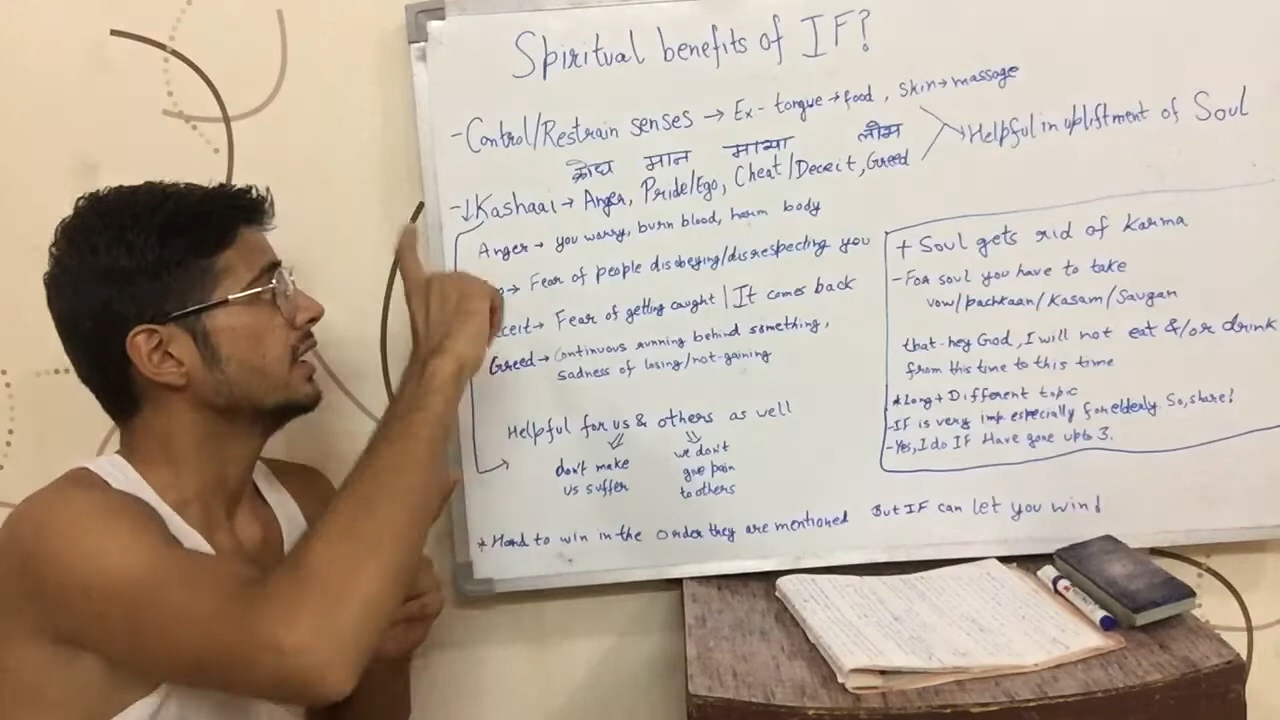 Spiritual benefits of IF?
-Control/Restrain senses → Ex- tongue → food, skin → massage
→ Helpful in upliftment of Soul
क्रोध मान माया लोभ
-↓Kashaai → Anger, Pride/Ego, Cheat/Deceit, Greed
Anger → you worry, burn blood, harm body
→ Fear of people disobeying/disrespecting you
ceit → Fear of getting caught | It comes back
Greed → Continuous running behind something,
sadness of losing/not-gaining
Helpful for us & others as well
don't make
us suffer
we don't
give pain
to others
* Hard to win in the order they are mentioned
But IF can let you win!
+ Soul gets rid of Karma
- For soul you have to take
vow/pachkaan/Kasam/Saugan
that-hey God, I will not eat &/or drink
from this time to this time
*Long + Different topic
-IF is very imp especially for elderly. So, share!
-Yes, I do IF. Have gone upto 3.